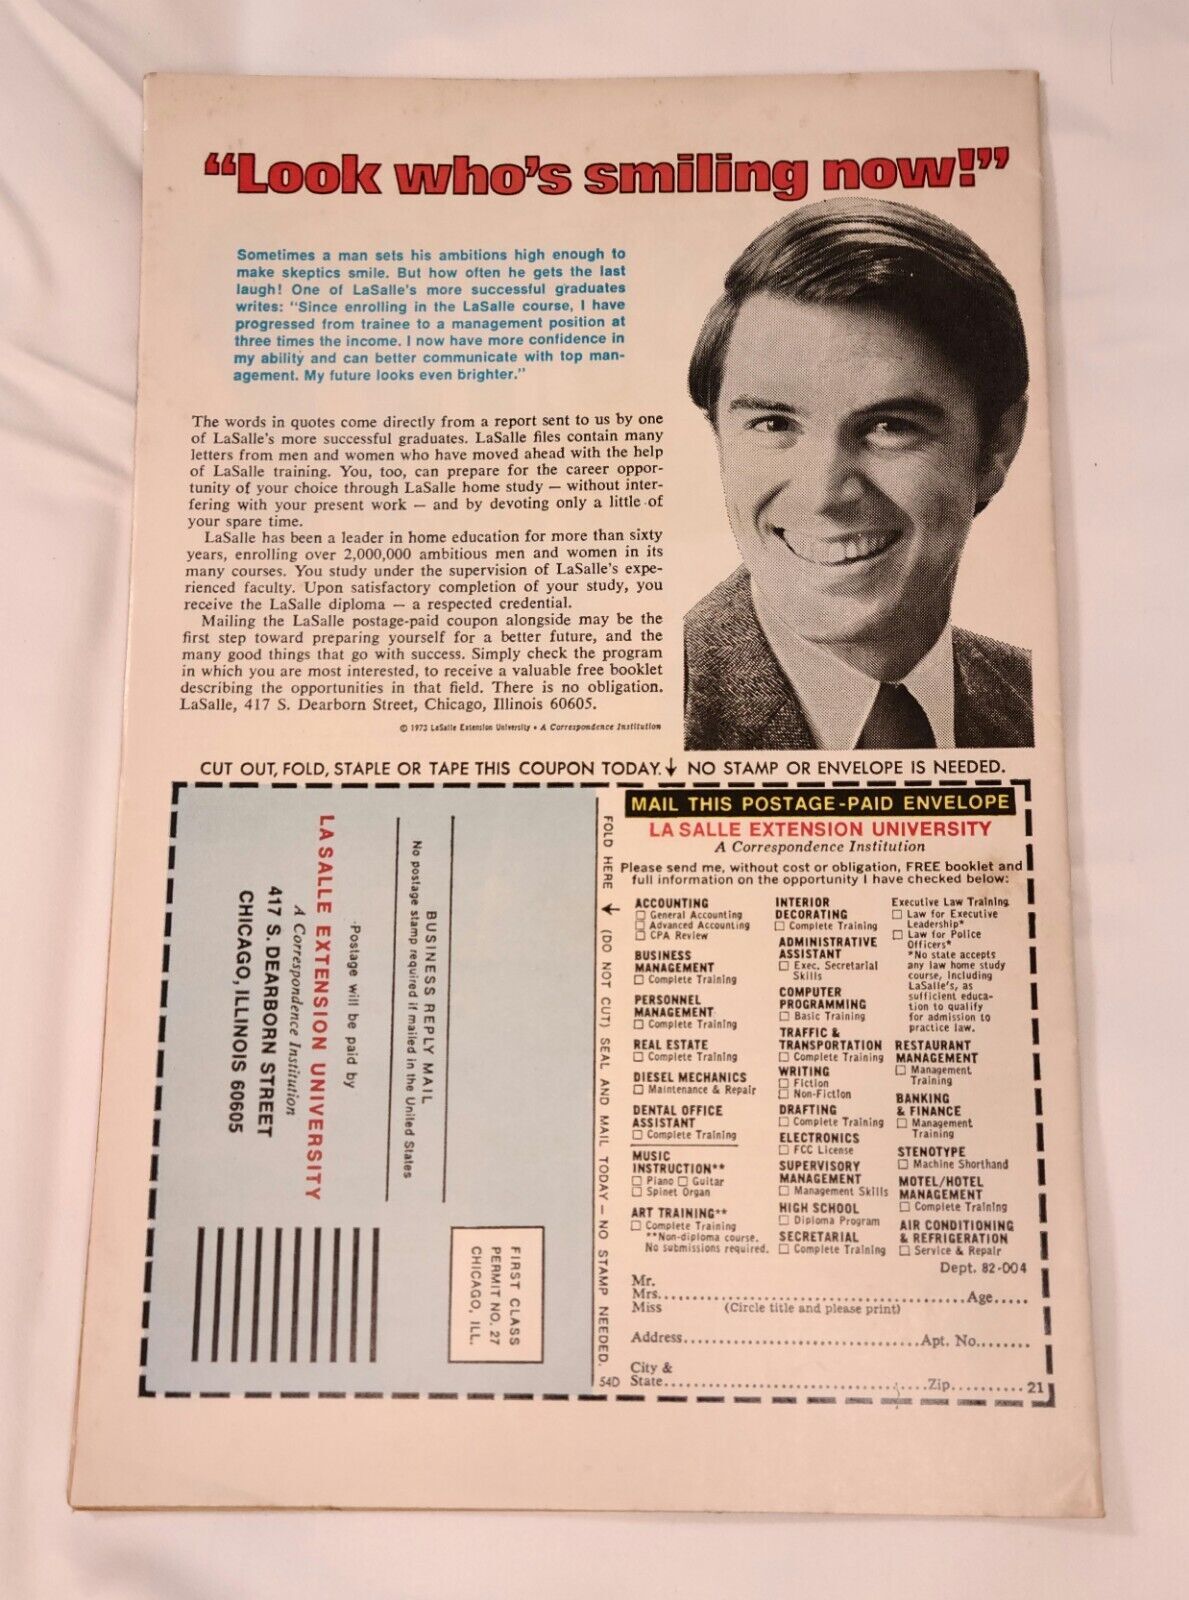 “Look who’s smiling now!”
Sometimes a man sets his ambitions high enough to
make skeptics smile. But how often he gets the last
laugh! One of LaSalle's more successful graduates
writes: "Since enrolling in the LaSalle course, I have
progressed from trainee to a management position at
three times the income. I now have more confidence in
my ability and can better communicate with top man-
agement. My future looks even brighter."
The words in quotes come directly from a report sent to us by one
of LaSalle's more successful graduates. LaSalle files contain many
letters from men and women who have moved ahead with the help
of LaSalle training. You, too, can prepare for the career oppor-
tunity of your choice through LaSalle home study — without inter-
fering with your present work — and by devoting only a little of
your spare time.
LaSalle has been a leader in home education for more than sixty
years, enrolling over 2,000,000 ambitious men and women in its
many courses. You study under the supervision of LaSalle's expe-
rienced faculty. Upon satisfactory completion of your study, you
receive the LaSalle diploma — a respected credential.
Mailing the LaSalle postage-paid coupon alongside may be the
first step toward preparing yourself for a better future, and the
many good things that go with success. Simply check the program
in which you are most interested, to receive a valuable free booklet
describing the opportunities in that field. There is no obligation.
LaSalle, 417 S. Dearborn Street, Chicago, Illinois 60605.
© 1973 LaSalle Extension University • A Correspondence Institution
CUT OUT, FOLD, STAPLE OR TAPE THIS COUPON TODAY. ↓ NO STAMP OR ENVELOPE IS NEEDED.
BUSINESS REPLY MAIL
No postage stamp required if mailed in the United States
Postage will be paid by
LA SALLE EXTENSION UNIVERSITY
A Correspondence Institution
417 S. DEARBORN STREET
CHICAGO, ILLINOIS 60605
FIRST CLASS
PERMIT NO. 27
CHICAGO, ILL.
FOLD HERE ↓ (DO NOT CUT) SEAL AND MAIL TODAY — NO STAMP NEEDED.
54D
MAIL THIS POSTAGE-PAID ENVELOPE
LA SALLE EXTENSION UNIVERSITY
A Correspondence Institution
Please send me, without cost or obligation, FREE booklet and
full information on the opportunity I have checked below:
ACCOUNTING
☐ General Accounting
☐ Advanced Accounting
☐ CPA Review
BUSINESS
MANAGEMENT
☐ Complete Training
PERSONNEL
MANAGEMENT
☐ Complete Training
REAL ESTATE
☐ Complete Training
DIESEL MECHANICS
☐ Maintenance & Repair
DENTAL OFFICE
ASSISTANT
☐ Complete Training
MUSIC
INSTRUCTION**
☐ Piano ☐ Guitar
☐ Spinet Organ
ART TRAINING**
☐ Complete Training
**Non-diploma course.
No submissions required.
INTERIOR
DECORATING
☐ Complete Training
ADMINISTRATIVE
ASSISTANT
☐ Exec. Secretarial
Skills
COMPUTER
PROGRAMMING
☐ Basic Training
TRAFFIC &
TRANSPORTATION
☐ Complete Training
WRITING
☐ Fiction
☐ Non-Fiction
DRAFTING
☐ Complete Training
ELECTRONICS
☐ FCC License
SUPERVISORY
MANAGEMENT
☐ Management Skills
HIGH SCHOOL
☐ Diploma Program
SECRETARIAL
☐ Complete Training
Executive Law Training
☐ Law for Executive
Leadership*
☐ Law for Police
Officers*
*No state accepts
any law home study
course, including
LaSalle's, as
sufficient educa-
tion to qualify
for admission to
practice law.
RESTAURANT
MANAGEMENT
☐ Management
Training
BANKING
& FINANCE
☐ Management
Training
STENOTYPE
☐ Machine Shorthand
MOTEL/HOTEL
MANAGEMENT
☐ Complete Training
AIR CONDITIONING
& REFRIGERATION
☐ Service & Repair
Dept. 82-004
Mr.
Mrs. Age
Miss (Circle title and please print)
Address Apt. No.
City &
State Zip 21